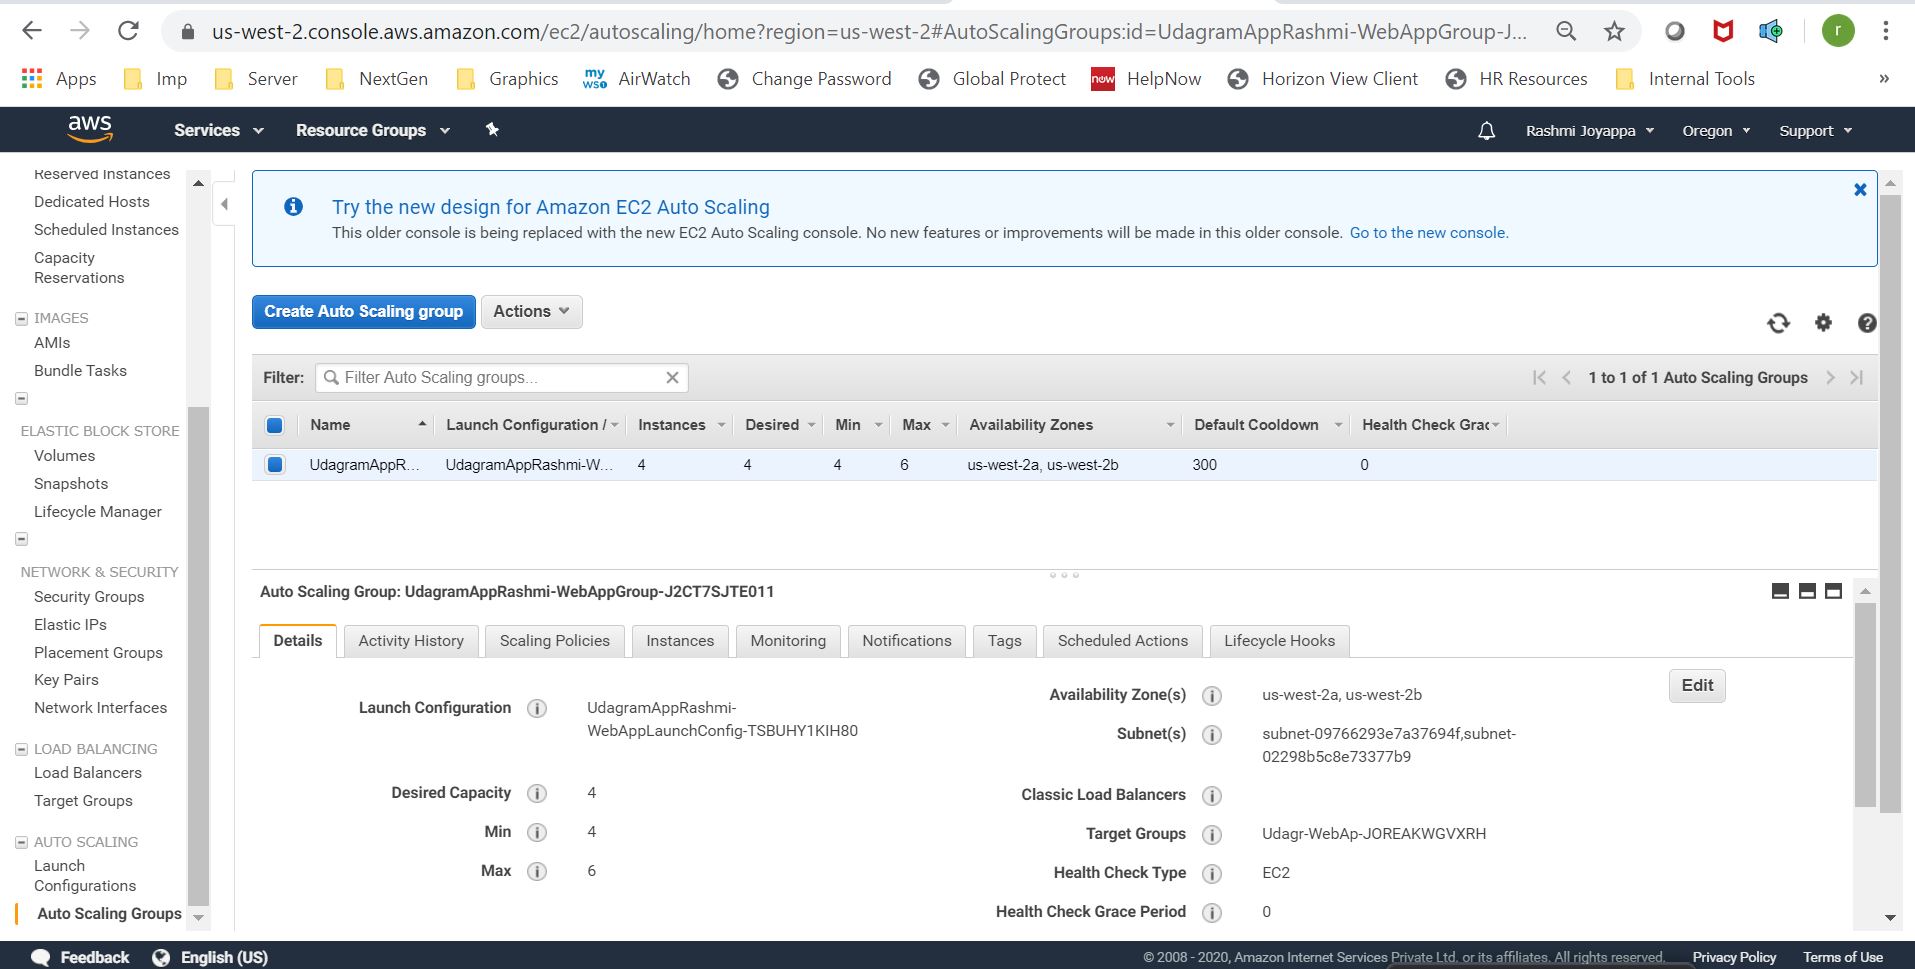 us-west-2.console.aws.amazon.com/ec2/autoscaling/home?region=us-west-2#AutoScalingGroups:id=UdagramAppRashmi-WebAppGroup-J...
r
Apps Imp Server NextGen Graphics my WS1 AirWatch Change Password Global Protect now HelpNow Horizon View Client HR Resources Internal Tools »
aws Services Resource Groups Rashmi Joyappa Oregon Support
Reserved Instances
Dedicated Hosts
Scheduled Instances
Capacity
Reservations
IMAGES
AMIs
Bundle Tasks
ELASTIC BLOCK STORE
Volumes
Snapshots
Lifecycle Manager
NETWORK & SECURITY
Security Groups
Elastic IPs
Placement Groups
Key Pairs
Network Interfaces
LOAD BALANCING
Load Balancers
Target Groups
AUTO SCALING
Launch
Configurations
Auto Scaling Groups
Try the new design for Amazon EC2 Auto Scaling
This older console is being replaced with the new EC2 Auto Scaling console. No new features or improvements will be made in this older console. Go to the new console.
Create Auto Scaling group Actions
Filter: Filter Auto Scaling groups... 1 to 1 of 1 Auto Scaling Groups
Name Launch Configuration / Instances Desired Min Max Availability Zones Default Cooldown Health Check Grac
UdagramAppR... UdagramAppRashmi-W... 4 4 4 6 us-west-2a, us-west-2b 300 0
Auto Scaling Group: UdagramAppRashmi-WebAppGroup-J2CT7SJTE011
Details Activity History Scaling Policies Instances Monitoring Notifications Tags Scheduled Actions Lifecycle Hooks
Edit
Launch Configuration UdagramAppRashmi-
WebAppLaunchConfig-TSBUHY1KIH80
Desired Capacity 4
Min 4
Max 6
Availability Zone(s) us-west-2a, us-west-2b
Subnet(s) subnet-09766293e7a37694f,subnet-
02298b5c8e73377b9
Classic Load Balancers
Target Groups Udagr-WebAp-JOREAKWGVXRH
Health Check Type EC2
Health Check Grace Period 0
Feedback English (US) © 2008 - 2020, Amazon Internet Services Private Ltd. or its affiliates. All rights reserved. Privacy Policy Terms of Use